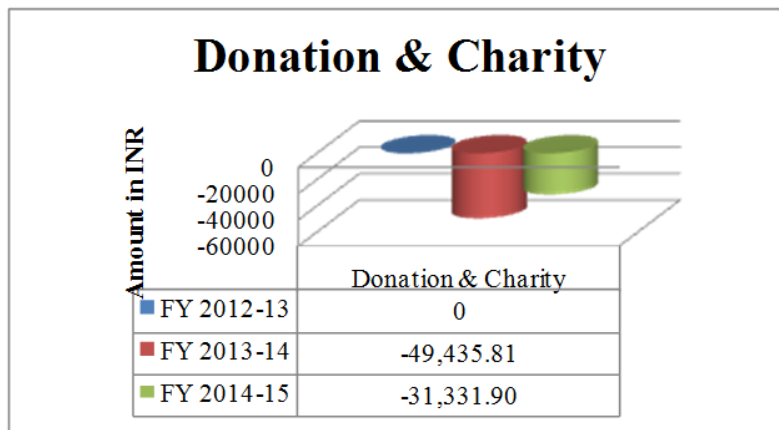 Donation & Charity
Amount in INR
0
-20000
-40000
-60000
Donation & Charity
FY 2012-13 0
FY 2013-14 -49,435.81
FY 2014-15 -31,331.90